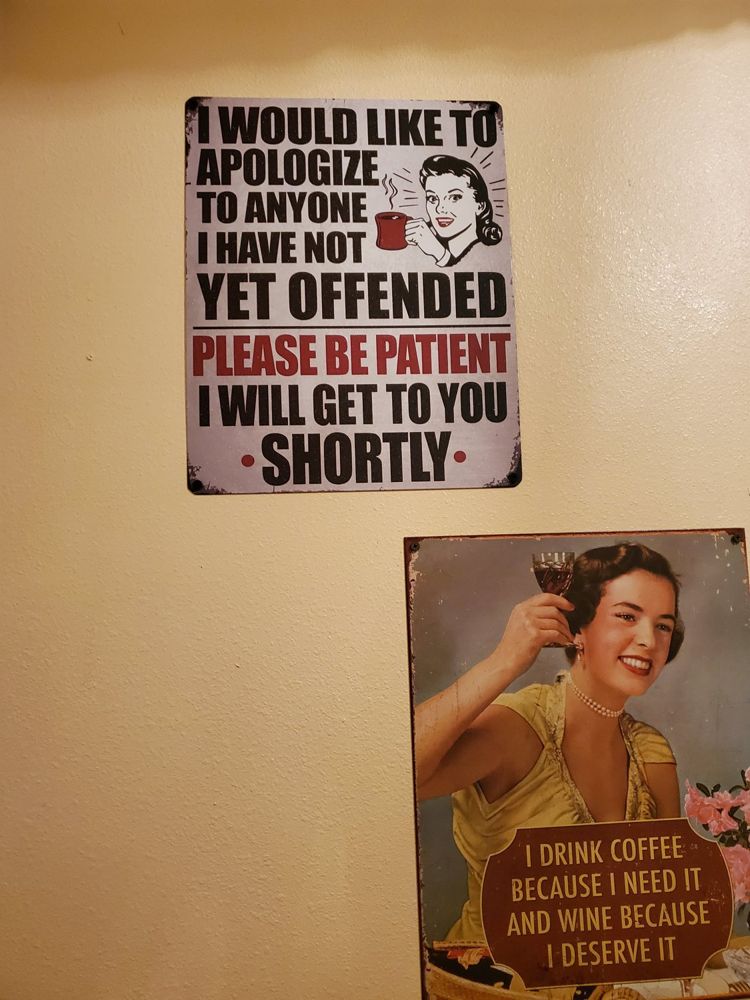 I WOULD LIKE TO
APOLOGIZE
TO ANYONE
I HAVE NOT
YET OFFENDED
PLEASE BE PATIENT
I WILL GET TO YOU
• SHORTLY •
I DRINK COFFEE
BECAUSE I NEED IT
AND WINE BECAUSE
I DESERVE IT